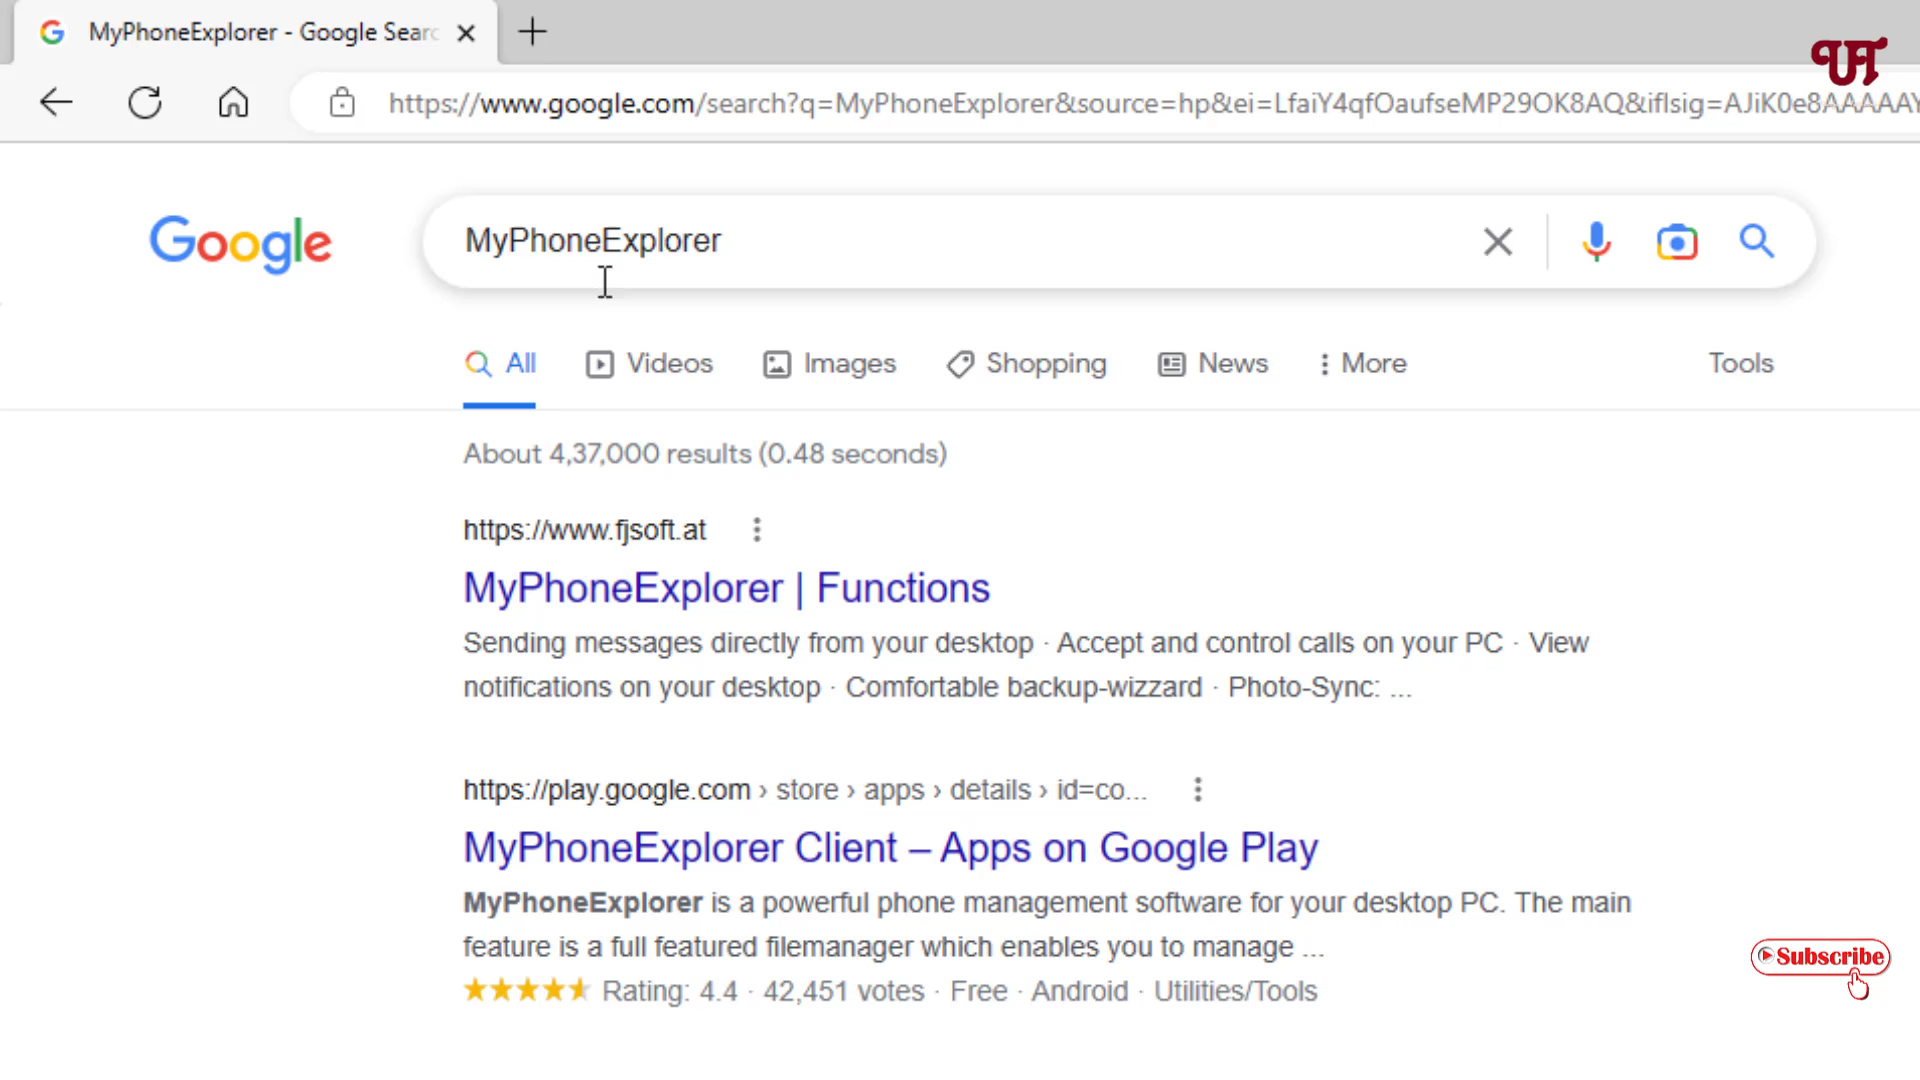 MyPhoneExplorer - Google Searc
UT
https://www.google.com/search?q=MyPhoneExplorer&source=hp&ei=LfaiY4qfOaufseMP29OK8AQ&iflsig=AJiK0e8AAAAAY
Google
MyPhoneExplorer
All Videos Images Shopping News More Tools
About 4,37,000 results (0.48 seconds)
https://www.fjsoft.at
MyPhoneExplorer | Functions
Sending messages directly from your desktop · Accept and control calls on your PC · View
notifications on your desktop · Comfortable backup-wizzard · Photo-Sync: ...
https://play.google.com › store › apps › details › id=co...
MyPhoneExplorer Client – Apps on Google Play
MyPhoneExplorer is a powerful phone management software for your desktop PC. The main
feature is a full featured filemanager which enables you to manage ...
Rating: 4.4 · 42,451 votes · Free · Android · Utilities/Tools
Subscribe